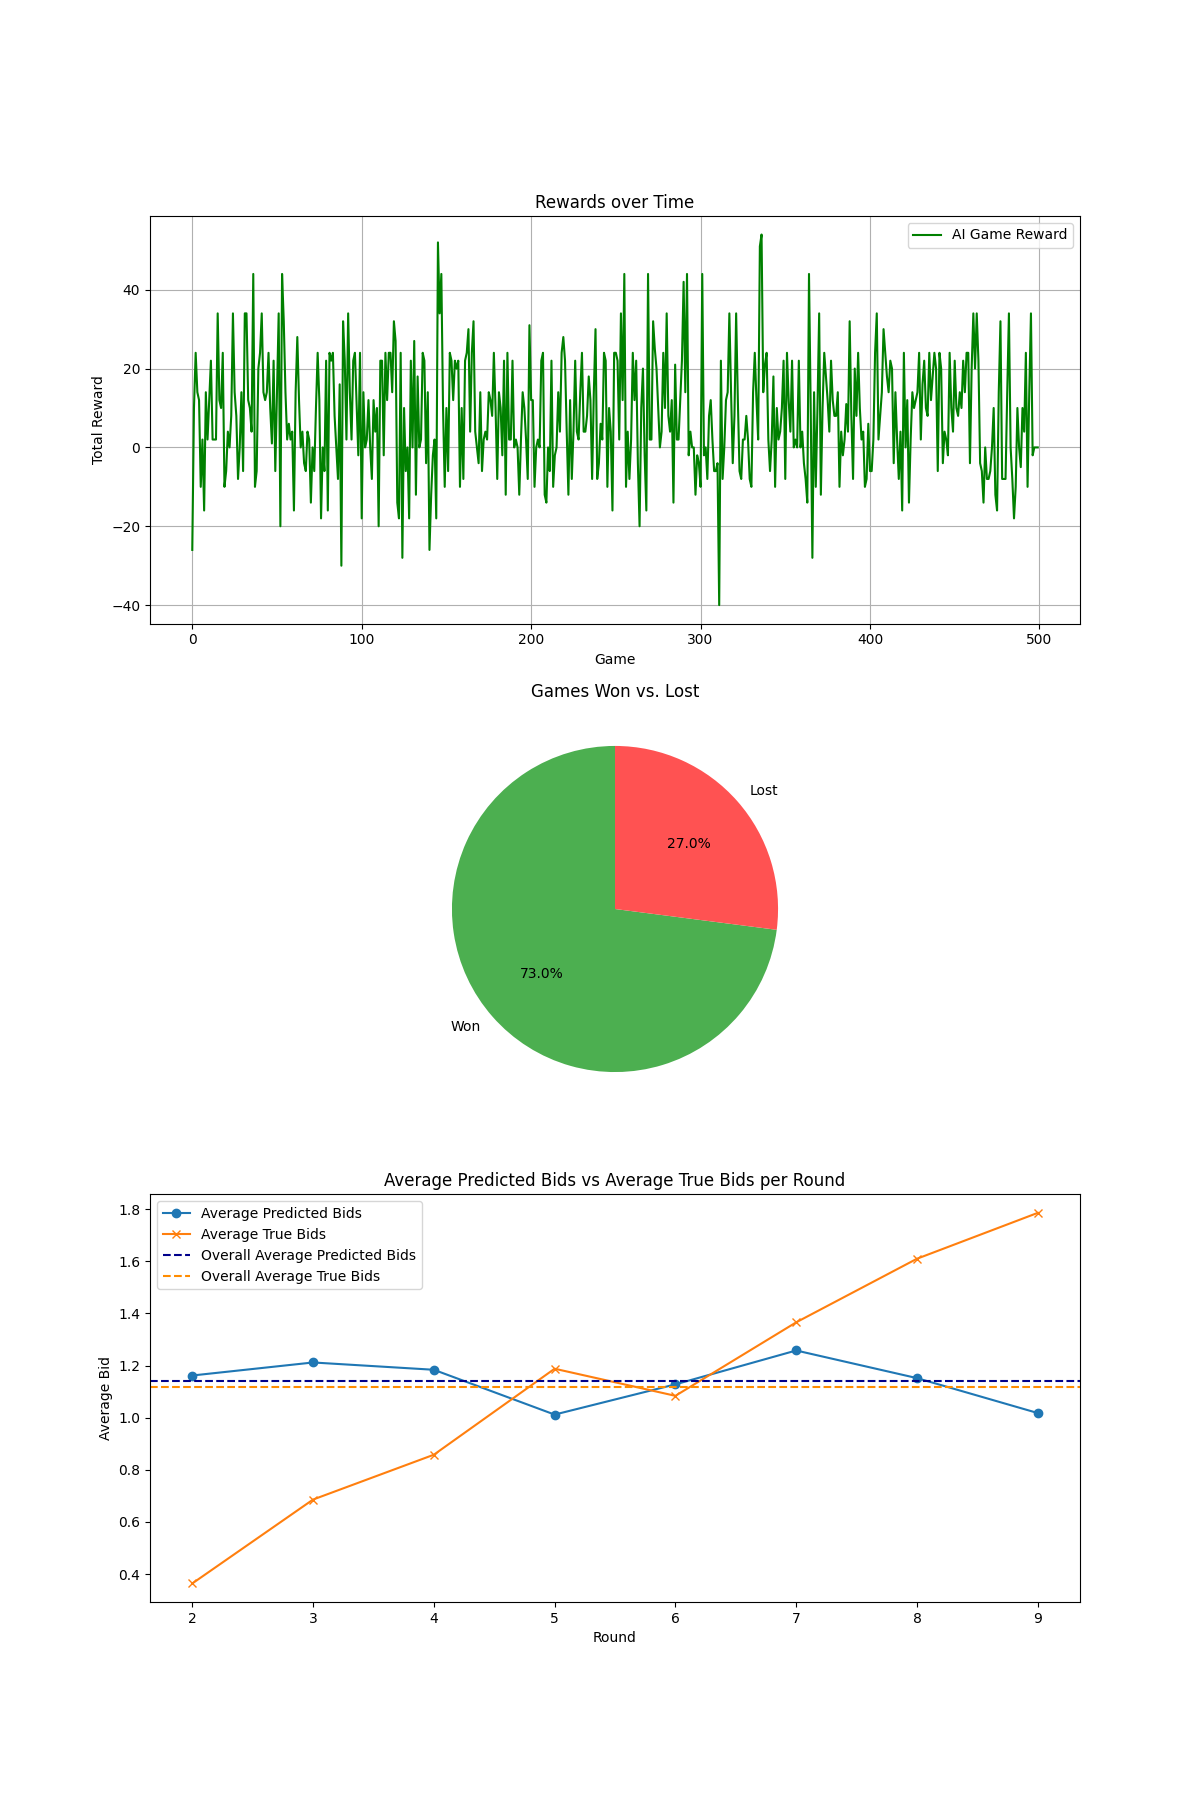 Rewards over Time
AI Game Reward
40
20
0
−20
−40
Total Reward
0 100 200 300 400 500
Game
Games Won vs. Lost
Lost
27.0%
73.0%
Won
Average Predicted Bids vs Average True Bids per Round
Average Predicted Bids
Average True Bids
Overall Average Predicted Bids
Overall Average True Bids
1.8
1.6
1.4
1.2
1.0
0.8
0.6
0.4
Average Bid
2 3 4 5 6 7 8 9
Round